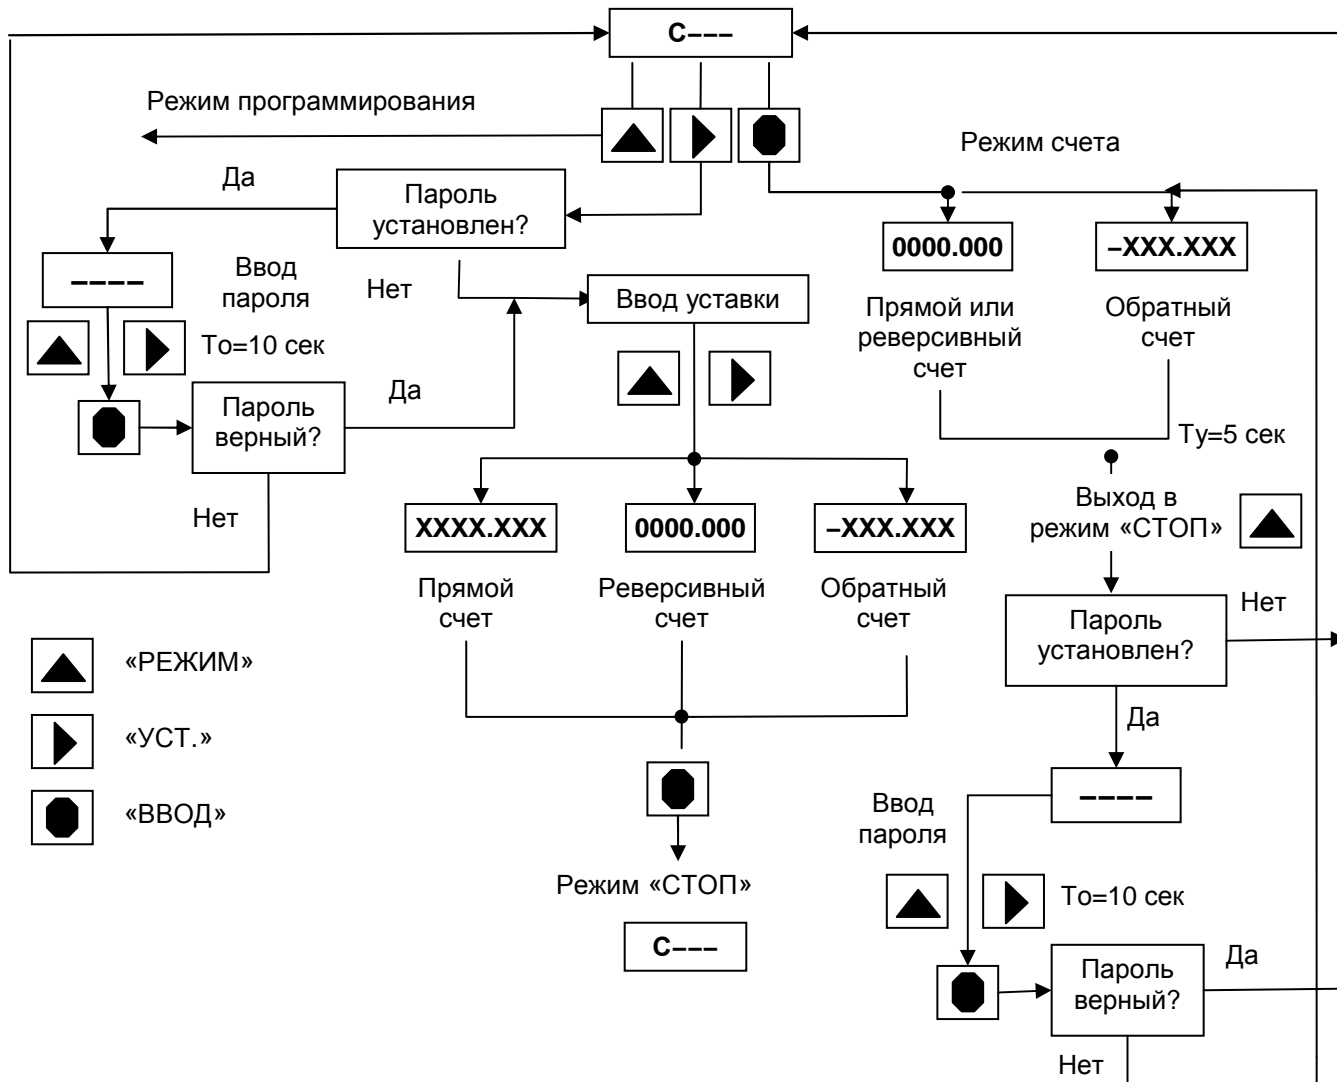 С–––
Режим программирования
Режим счета
Да
Пароль
установлен?
0000.000
–XXX.XXX
––––
Ввод
пароля
Нет
Ввод уставки
Прямой или
реверсивный
счет
Обратный
счет
То=10 сек
Пароль
верный?
Да
Ту=5 сек
Нет
XXXX.XXX
0000.000
–XXX.XXX
Выход в
режим «СТОП»
Прямой
счет
Реверсивный
счет
Обратный
счет
Пароль
установлен?
Нет
«РЕЖИМ»
«УСТ.»
«ВВОД»
Да
––––
Ввод
пароля
Режим «СТОП»
То=10 сек
С–––
Пароль
верный?
Да
Нет